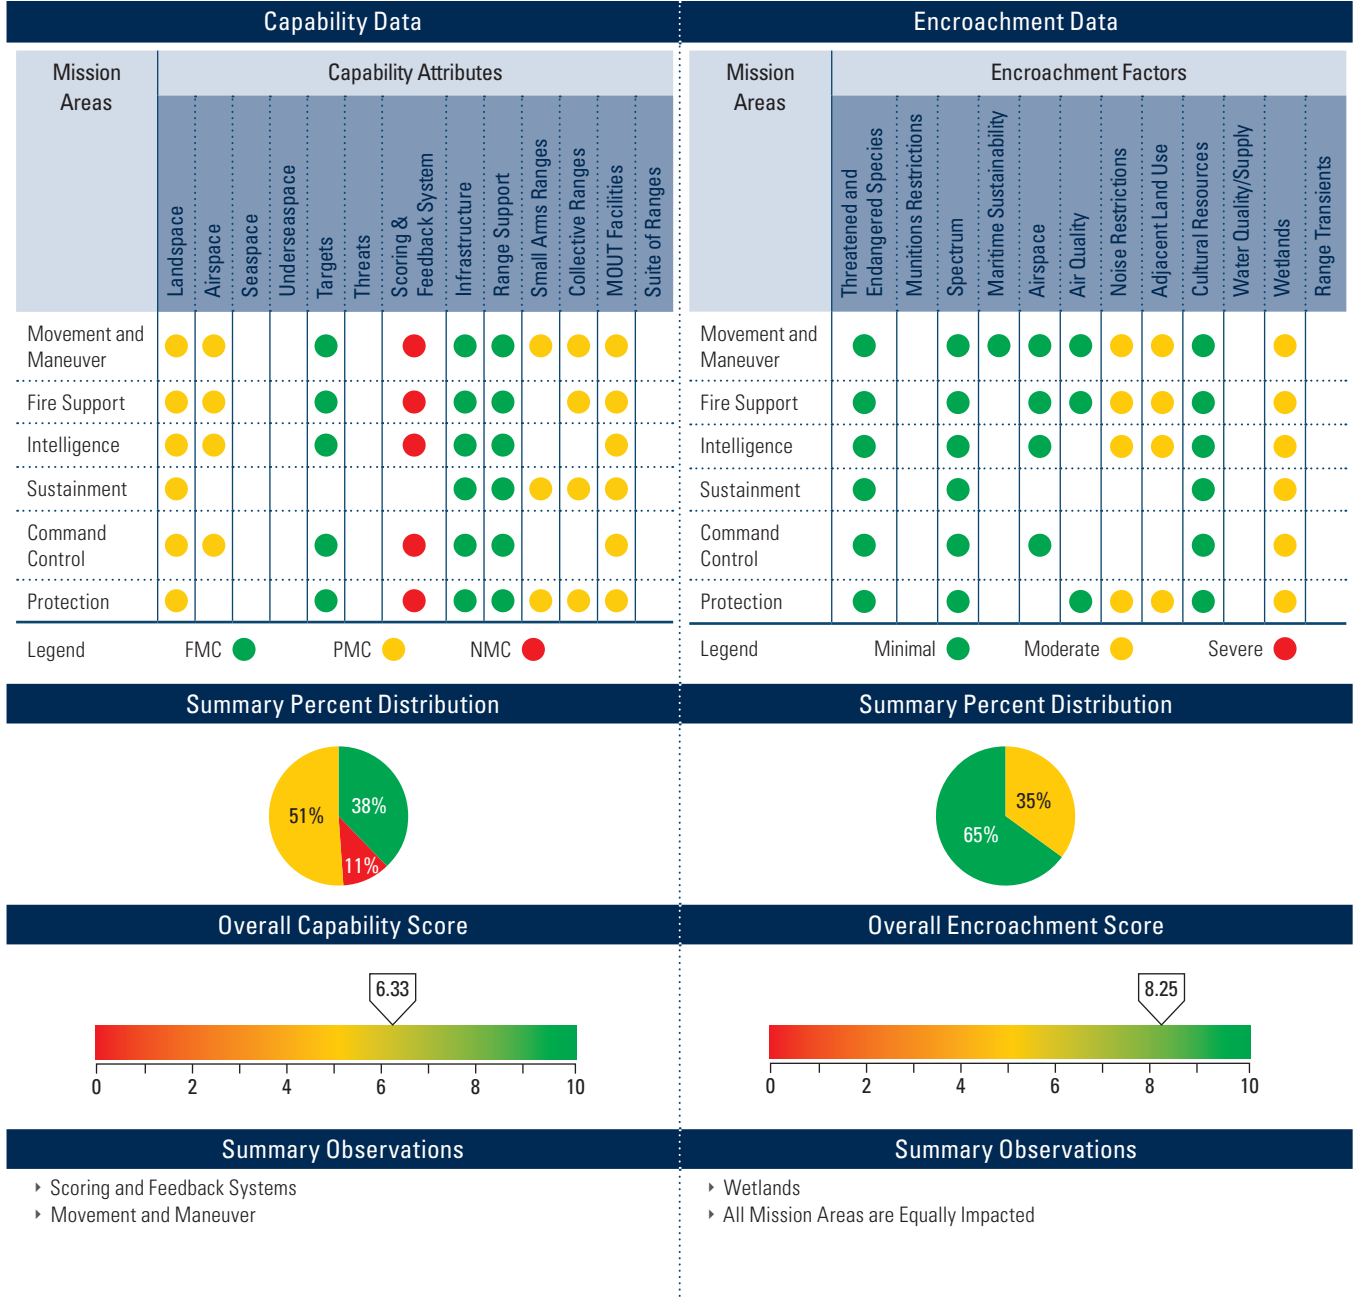 Capability Data
Mission
Areas
Capability Attributes
Landspace
Airspace
Seaspace
Underseaspace
Targets
Threats
Scoring &
Feedback System
Infrastructure
Range Support
Small Arms Ranges
Collective Ranges
MOUT Facilities
Suite of Ranges
Movement and
Maneuver
Fire Support
Intelligence
Sustainment
Command
Control
Protection
Legend FMC PMC NMC
Summary Percent Distribution
51%
38%
11%
Overall Capability Score
6.33
0 2 4 6 8 10
Summary Observations
‣ Scoring and Feedback Systems
‣ Movement and Maneuver
Encroachment Data
Mission
Areas
Encroachment Factors
Threatened and
Endangered Species
Munitions Restrictions
Spectrum
Maritime Sustainability
Airspace
Air Quality
Noise Restrictions
Adjacent Land Use
Cultural Resources
Water Quality/Supply
Wetlands
Range Transients
Movement and
Maneuver
Fire Support
Intelligence
Sustainment
Command
Control
Protection
Legend Minimal Moderate Severe
Summary Percent Distribution
35%
65%
Overall Encroachment Score
8.25
0 2 4 6 8 10
Summary Observations
‣ Wetlands
‣ All Mission Areas are Equally Impacted